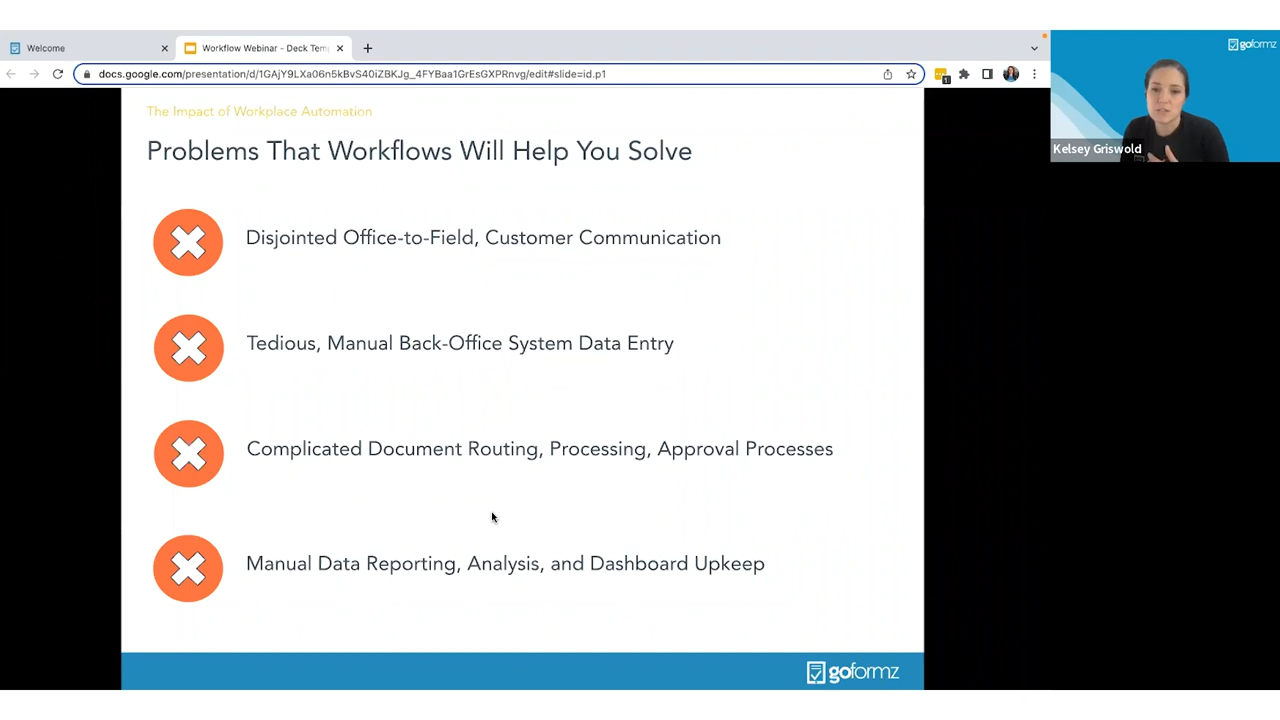 Welcome
Workflow Webinar - Deck Tem
docs.google.com/presentation/d/1GAjY9LXa06n5kBvS40iZBKJg_4FYBaa1GrEsGXPRnvg/edit#slide=id.p1
1
goformz
Kelsey Griswold
The Impact of Workplace Automation
Problems That Workflows Will Help You Solve
Disjointed Office-to-Field, Customer Communication
Tedious, Manual Back-Office System Data Entry
Complicated Document Routing, Processing, Approval Processes
Manual Data Reporting, Analysis, and Dashboard Upkeep
goformz